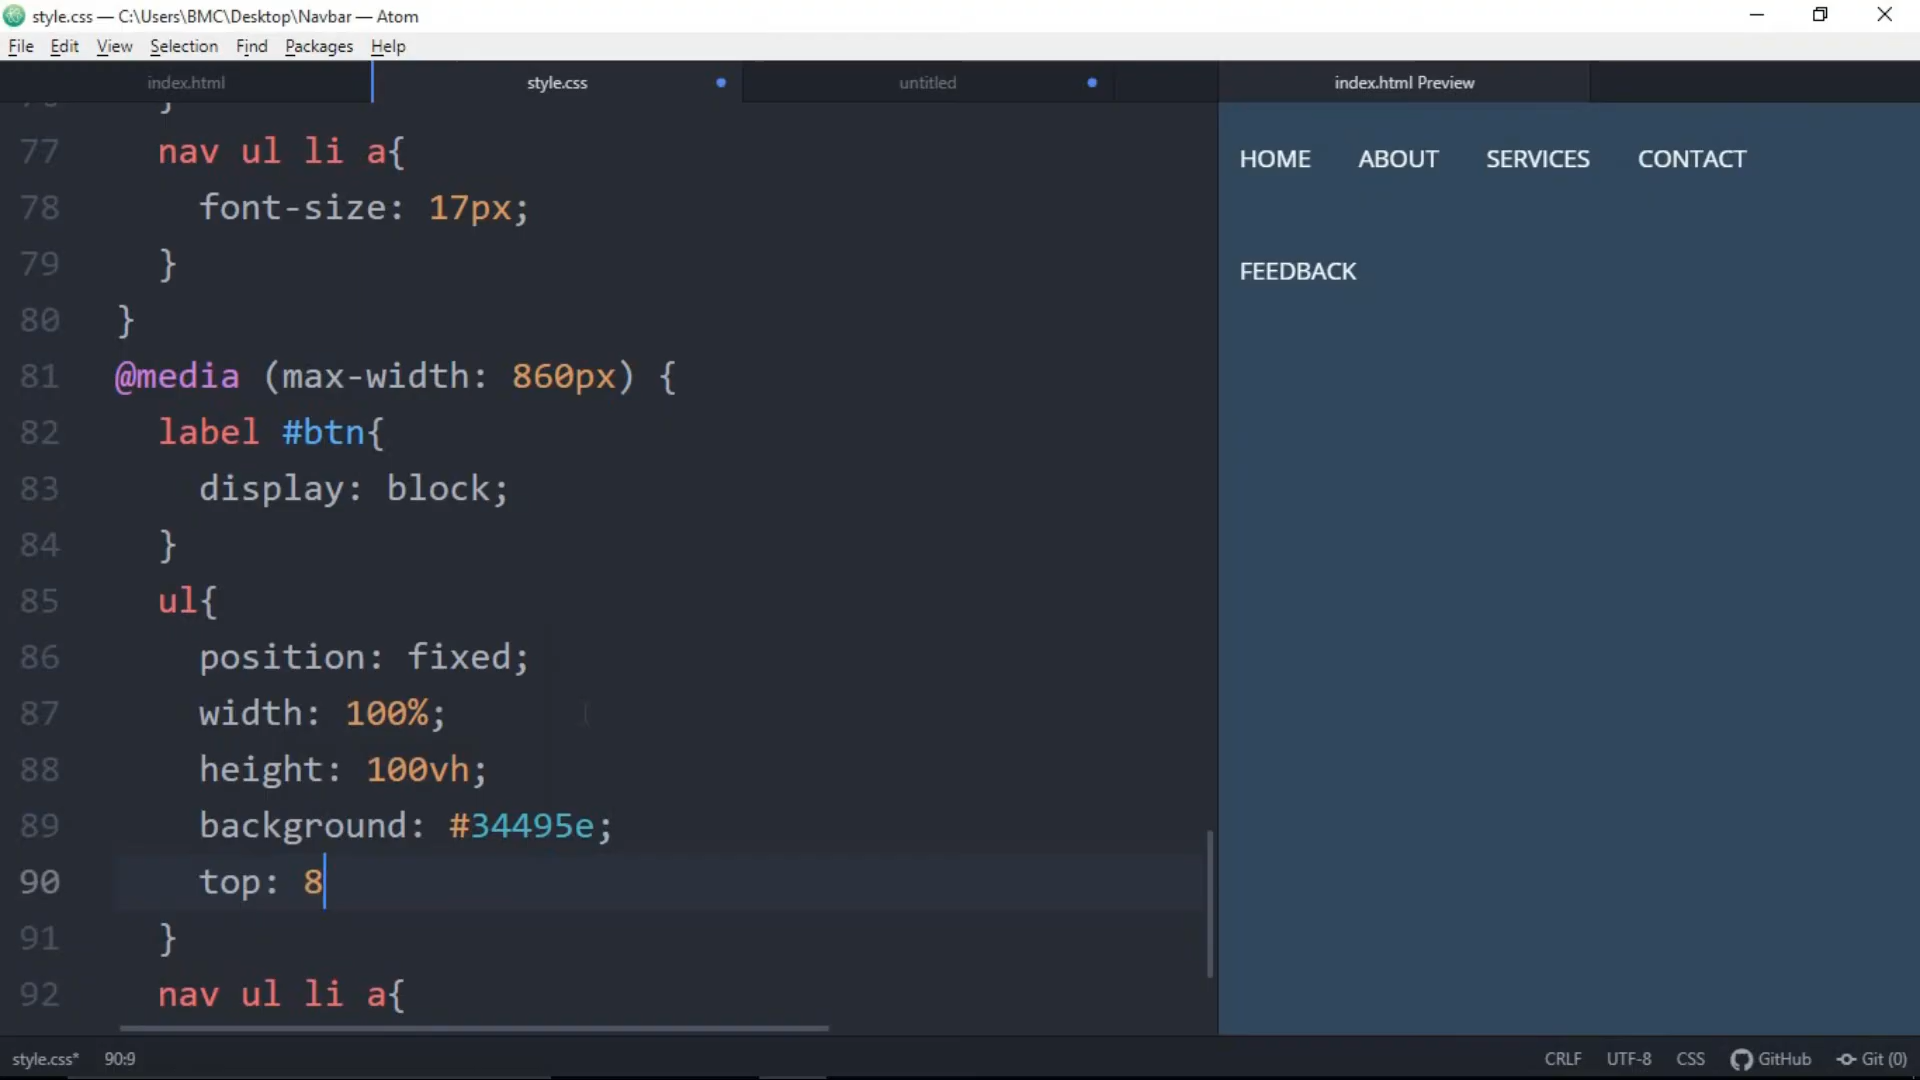 style.css — C:\Users\BMC\Desktop\Navbar — Atom
File Edit View Selection Find Packages Help
index.html style.css untitled index.html Preview
}
77 nav ul li a{
78 font-size: 17px;
79 }
80 }
81 @media (max-width: 860px) {
82 label #btn{
83 display: block;
84 }
85 ul{
86 position: fixed;
87 width: 100%;
88 height: 100vh;
89 background: #34495e;
90 top: 8
91 }
92 nav ul li a{
HOME ABOUT SERVICES CONTACT
FEEDBACK
style.css* 90:9 CRLF UTF-8 CSS GitHub Git (0)